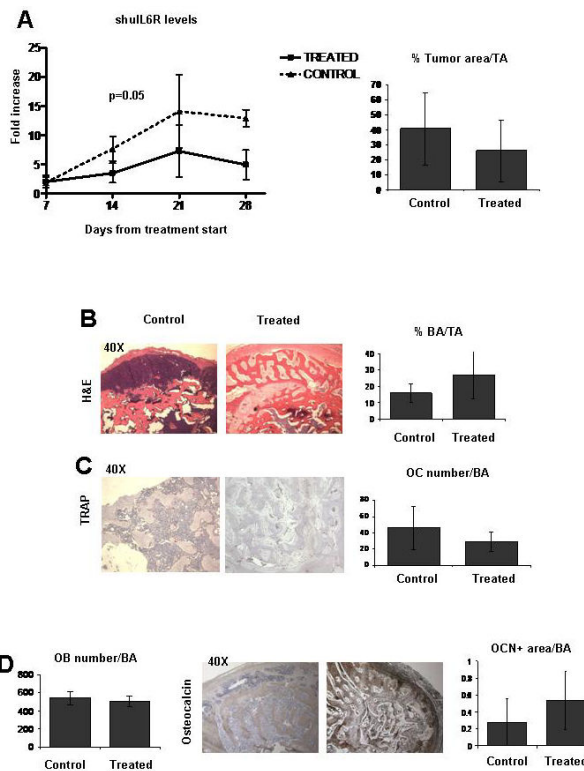 A
shuIL6R levels
Fold increase
25
20
15
10
5
0
p=0.05
7 14 21 28
Days from treatment start
TREATED
CONTROL
% Tumor area/TA
70
60
50
40
30
20
10
0
Control Treated
B
Control Treated
40X
H&E
% BA/TA
40
30
20
10
0
Control Treated
C
40X
TRAP
OC number/BA
80
60
40
20
0
Control Treated
D
OB number/BA
800
600
400
200
0
Control Treated
40X
Osteocalcin
OCN+ area/BA
1
0.8
0.6
0.4
0.2
0
Control Treated